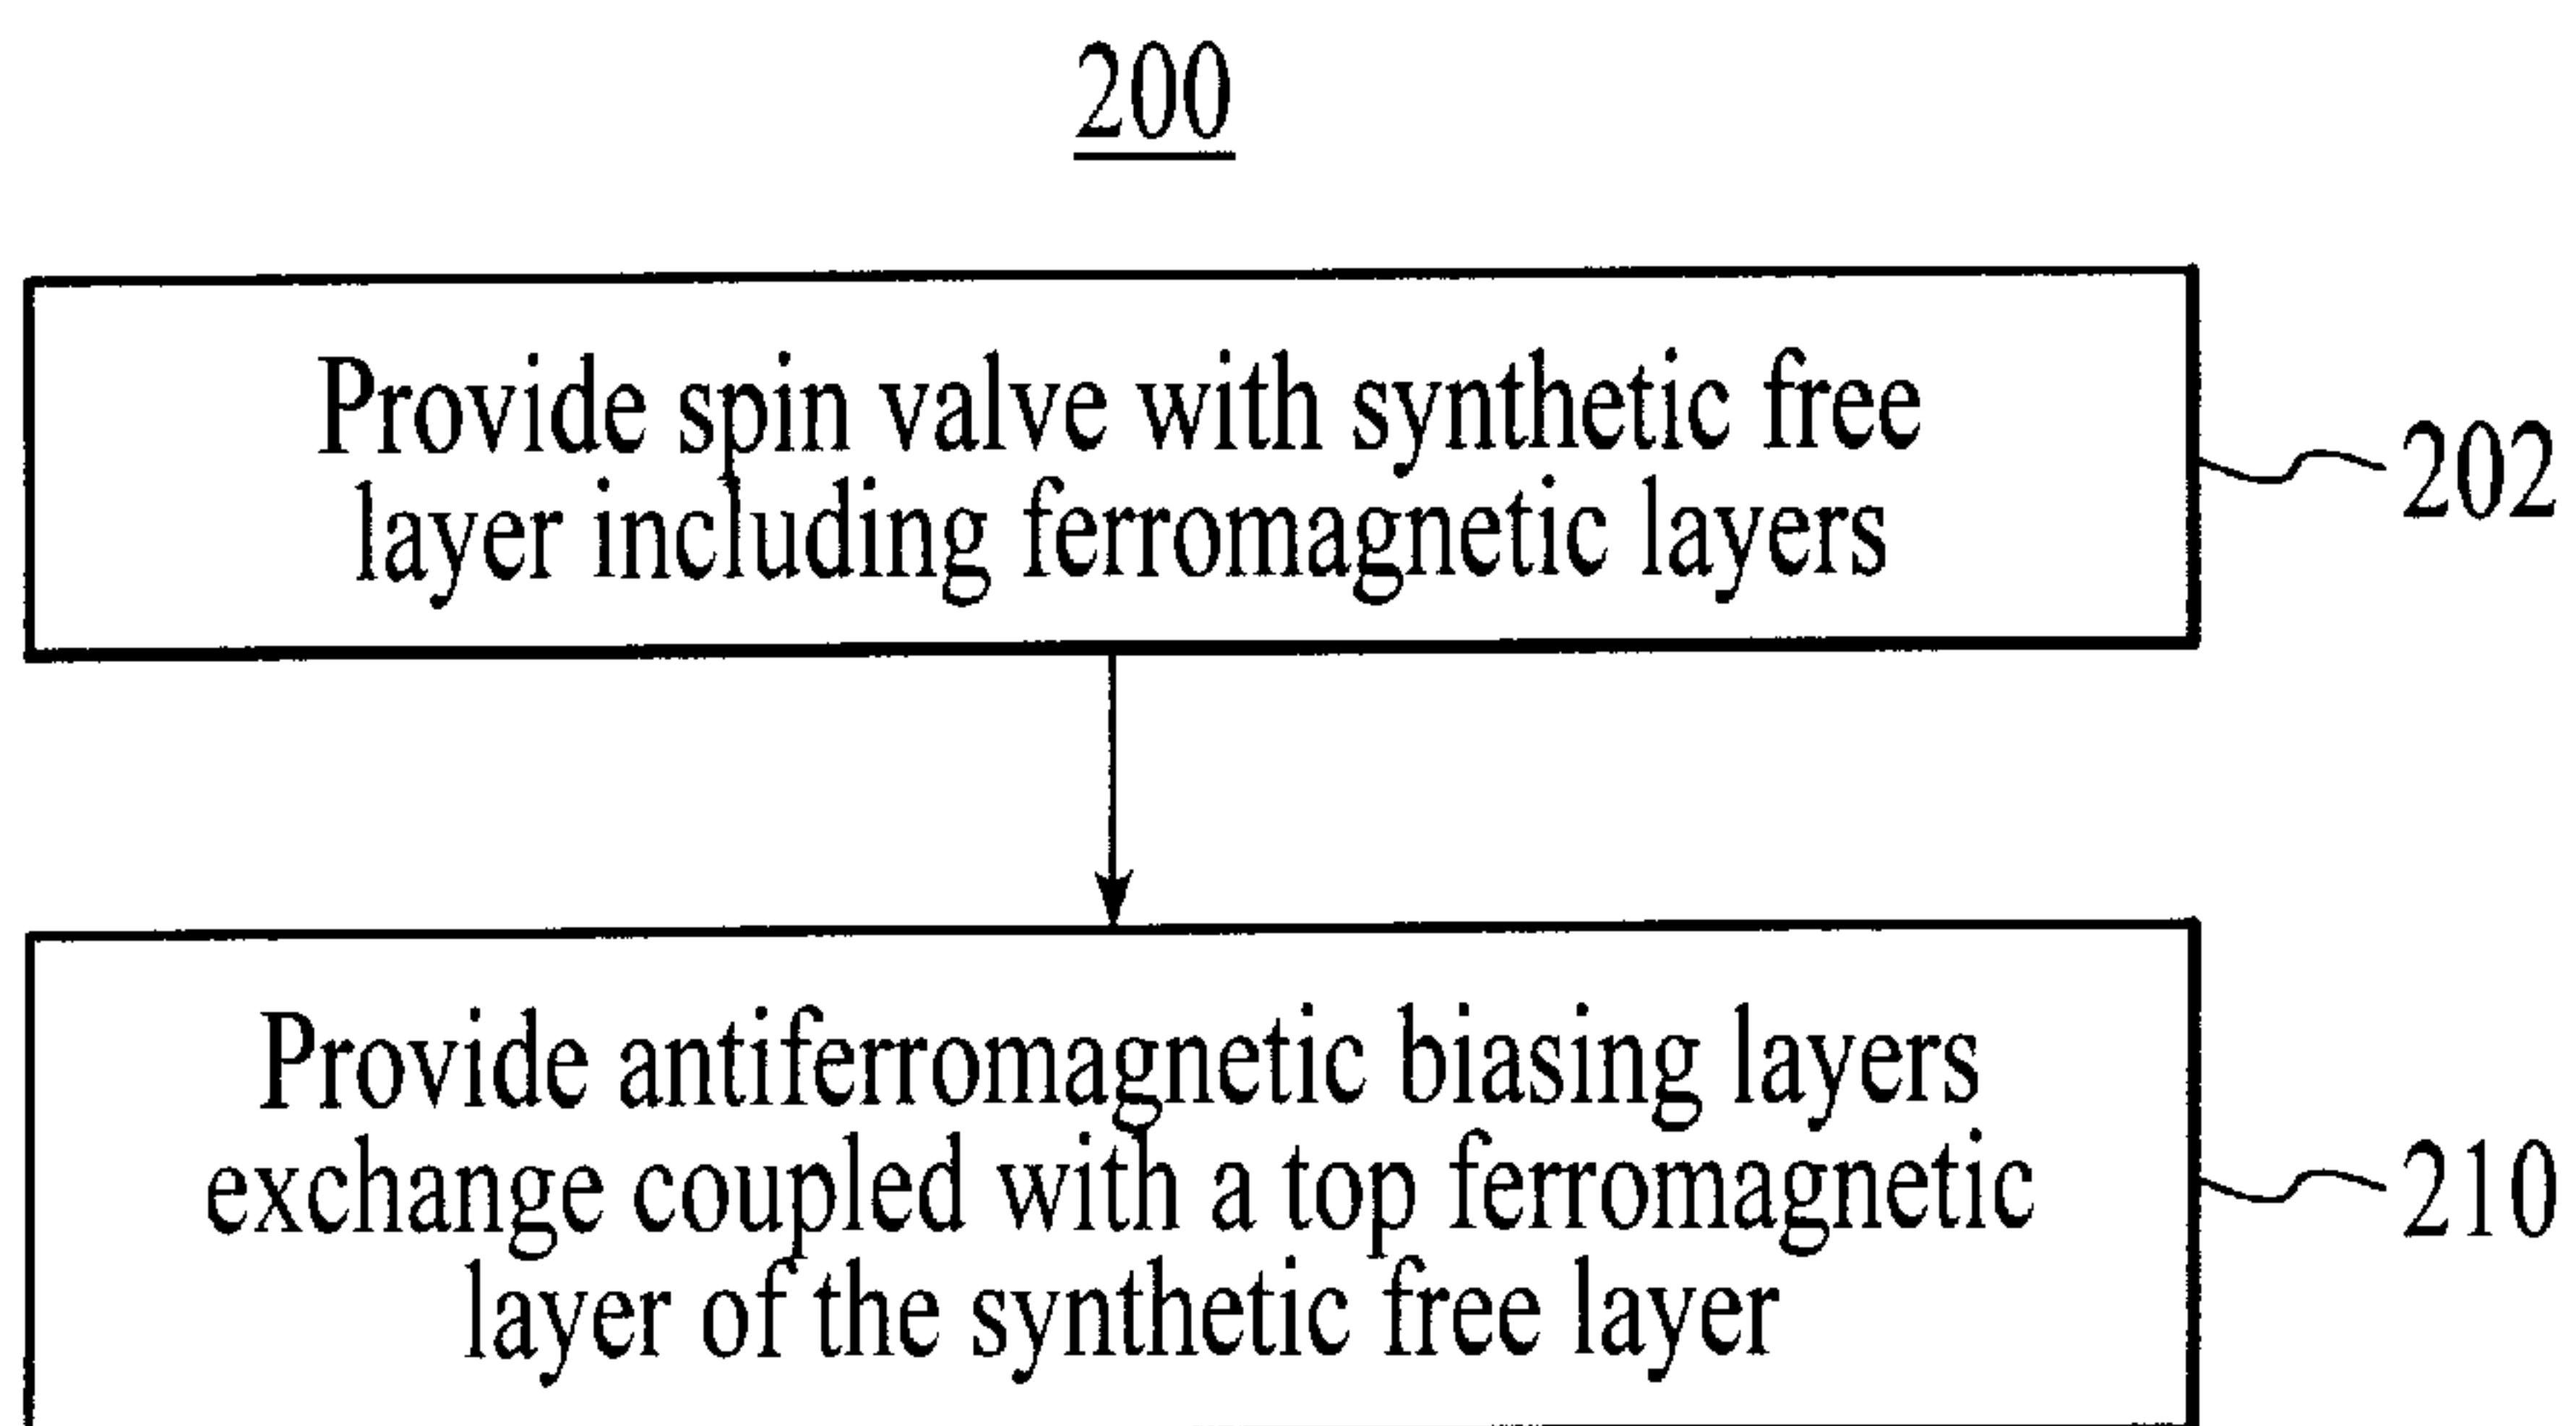 200
Provide spin valve with synthetic free
layer including ferromagnetic layers
202
Provide antiferromagnetic biasing layers
exchange coupled with a top ferromagnetic
layer of the synthetic free layer
210